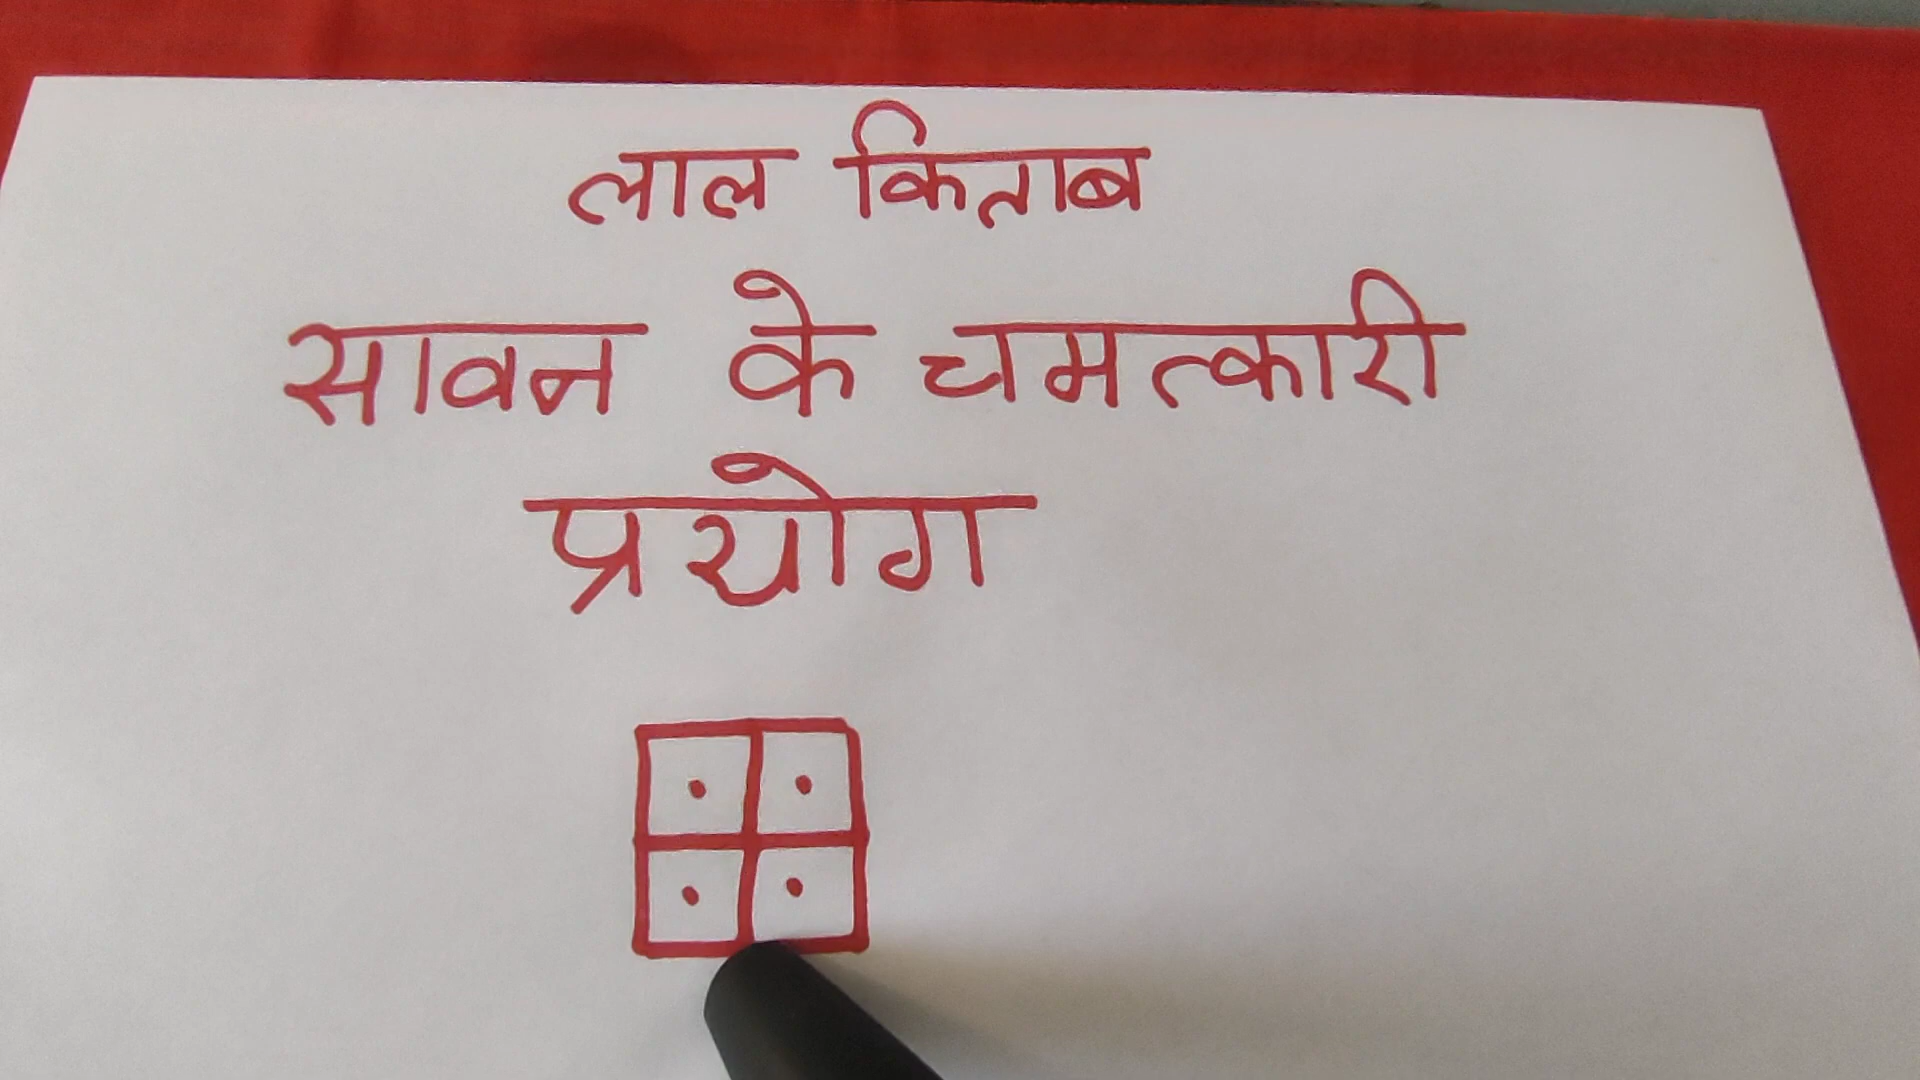 लाल किताब
सावन के चमत्कारी
प्रयोग